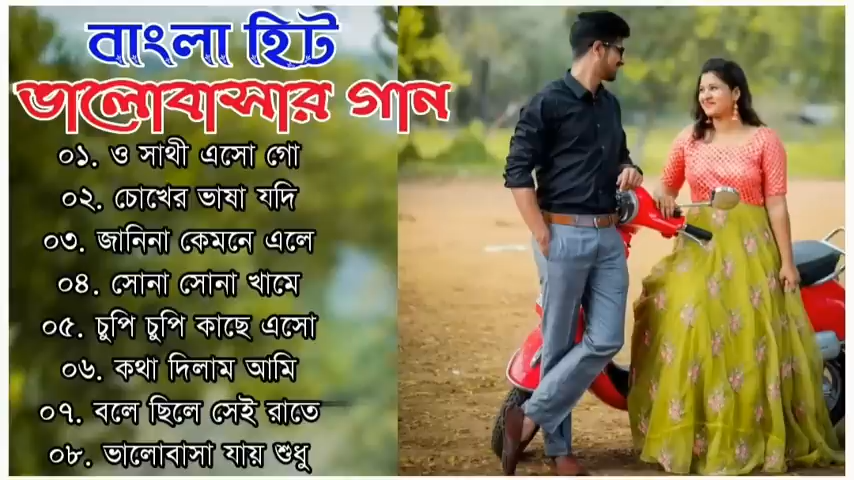 বাংলা হিট
ভালোবাসার গান
০১. ও সাথী এসো গো
০২. চোখের ভাষা যদি
০৩. জানিনা কেমনে এলে
০৪. সোনা সোনা খামে
০৫. চুপি চুপি কাছে এসো
০৬. কথা দিলাম আমি
০৭. বলে ছিলে সেই রাতে
০৮. ভালোবাসা যায় শুধু